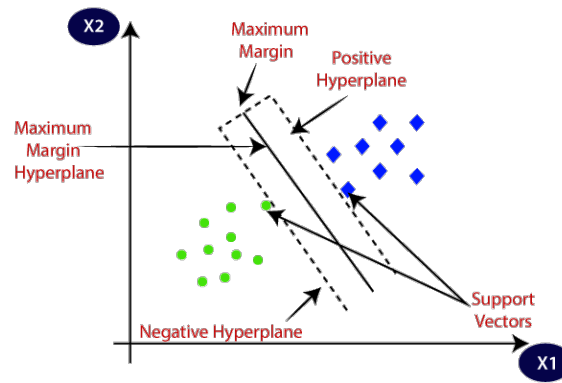 X2
Maximum
Margin
Positive
Hyperplane
Maximum
Margin
Hyperplane
Support
Vectors
Negative Hyperplane
X1